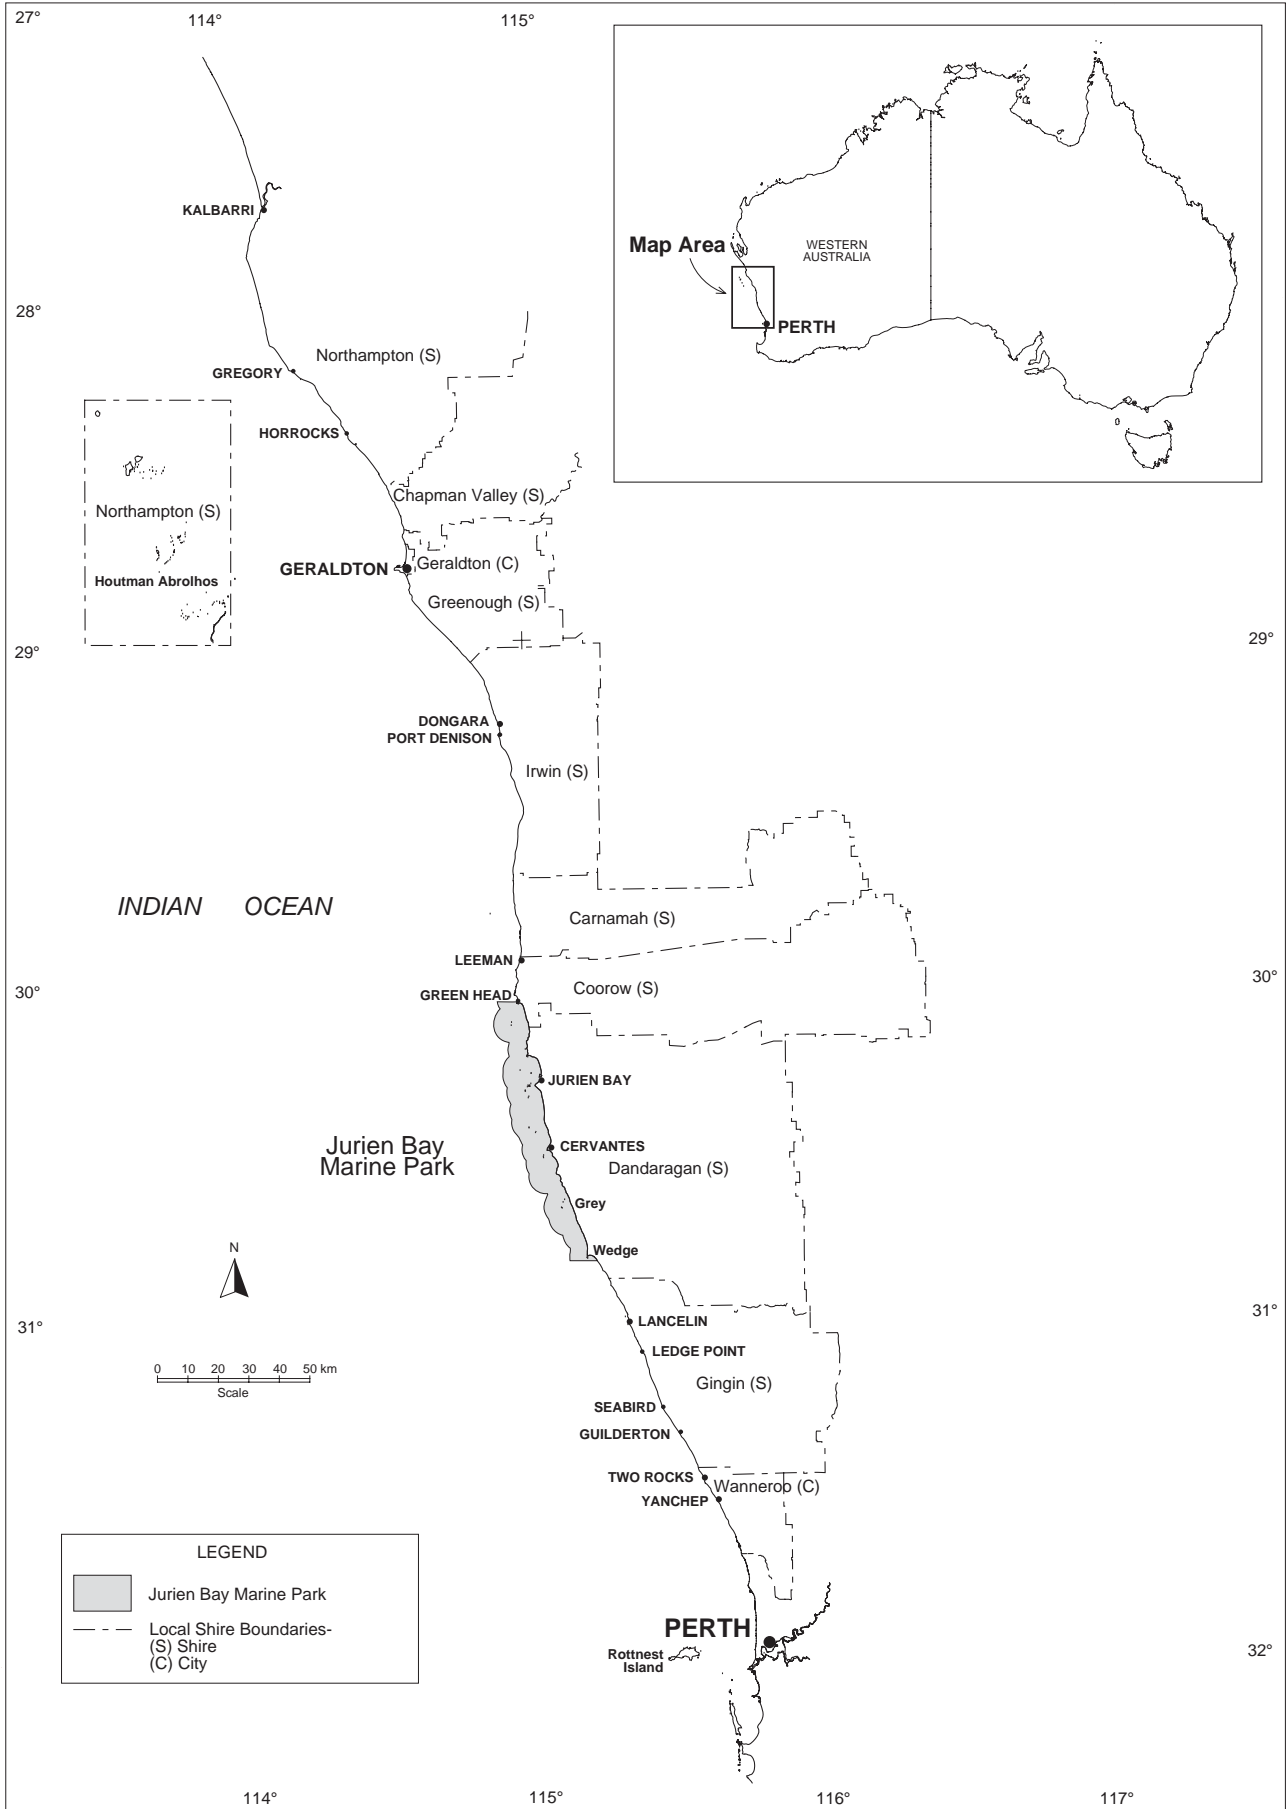 27°
114°
115°
KALBARRI
Map Area
WESTERN
AUSTRALIA
PERTH
28°
Northampton (S)
GREGORY
HORROCKS
Chapman Valley (S)
Northampton (S)
Houtman Abrolhos
GERALDTON
Geraldton (C)
Greenough (S)
29°
29°
DONGARA
PORT DENISON
Irwin (S)
INDIAN OCEAN
Carnamah (S)
LEEMAN
Coorow (S)
30°
30°
GREEN HEAD
JURIEN BAY
Jurien Bay
Marine Park
CERVANTES
Dandaragan (S)
Grey
Wedge
N
31°
31°
LANCELIN
LEDGE POINT
0 10 20 30 40 50 km
Scale
Gingin (S)
SEABIRD
GUILDERTON
TWO ROCKS
Wanneroo (C)
YANCHEP
LEGEND
Jurien Bay Marine Park
Local Shire Boundaries-
(S) Shire
(C) City
PERTH
Rottnest
Island
32°
114°
115°
116°
117°